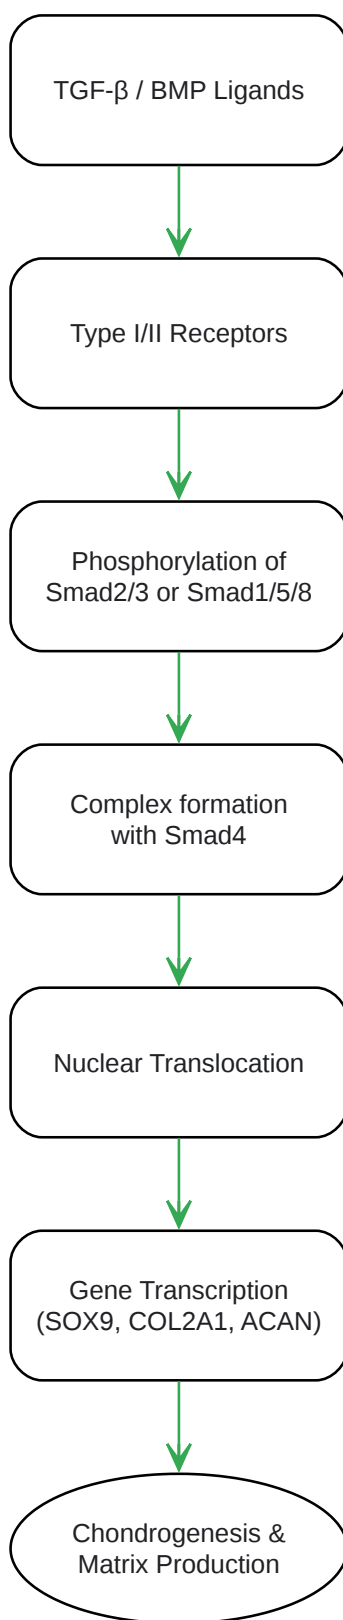 TGF-β / BMP Ligands
Type I/II Receptors
Phosphorylation of
Smad2/3 or Smad1/5/8
Complex formation
with Smad4
Nuclear Translocation
Gene Transcription
(SOX9, COL2A1, ACAN)
Chondrogenesis &
Matrix Production